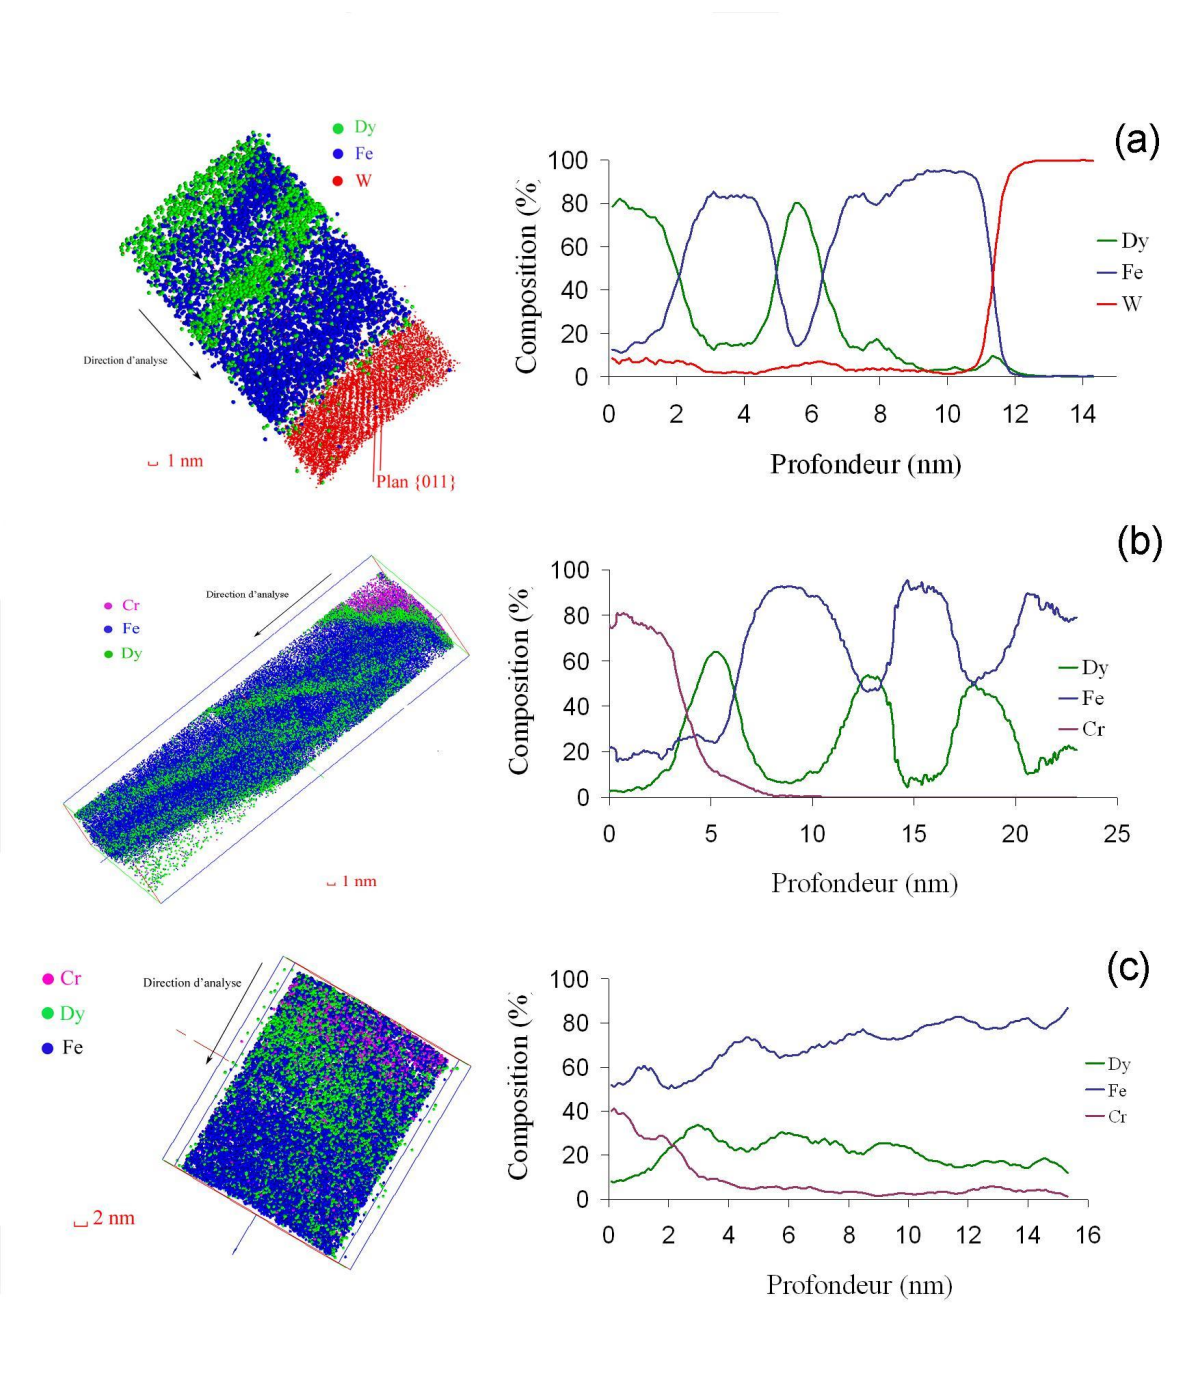 (a)
Dy
Fe
W
Direction d'analyse
1 nm
Plan {011}
Composition (%)
100
80
60
40
20
0
0 2 4 6 8 10 12 14
Profondeur (nm)
Dy
Fe
W
(b)
Direction d'analyse
Cr
Fe
Dy
1 nm
Composition (%
100
80
60
40
20
0
0 5 10 15 20 25
Profondeur (nm)
Dy
Fe
Cr
(c)
Cr
Dy
Fe
Direction d'analyse
2 nm
Composition (%)
100
80
60
40
20
0
0 2 4 6 8 10 12 14 16
Profondeur (nm)
Dy
Fe
Cr